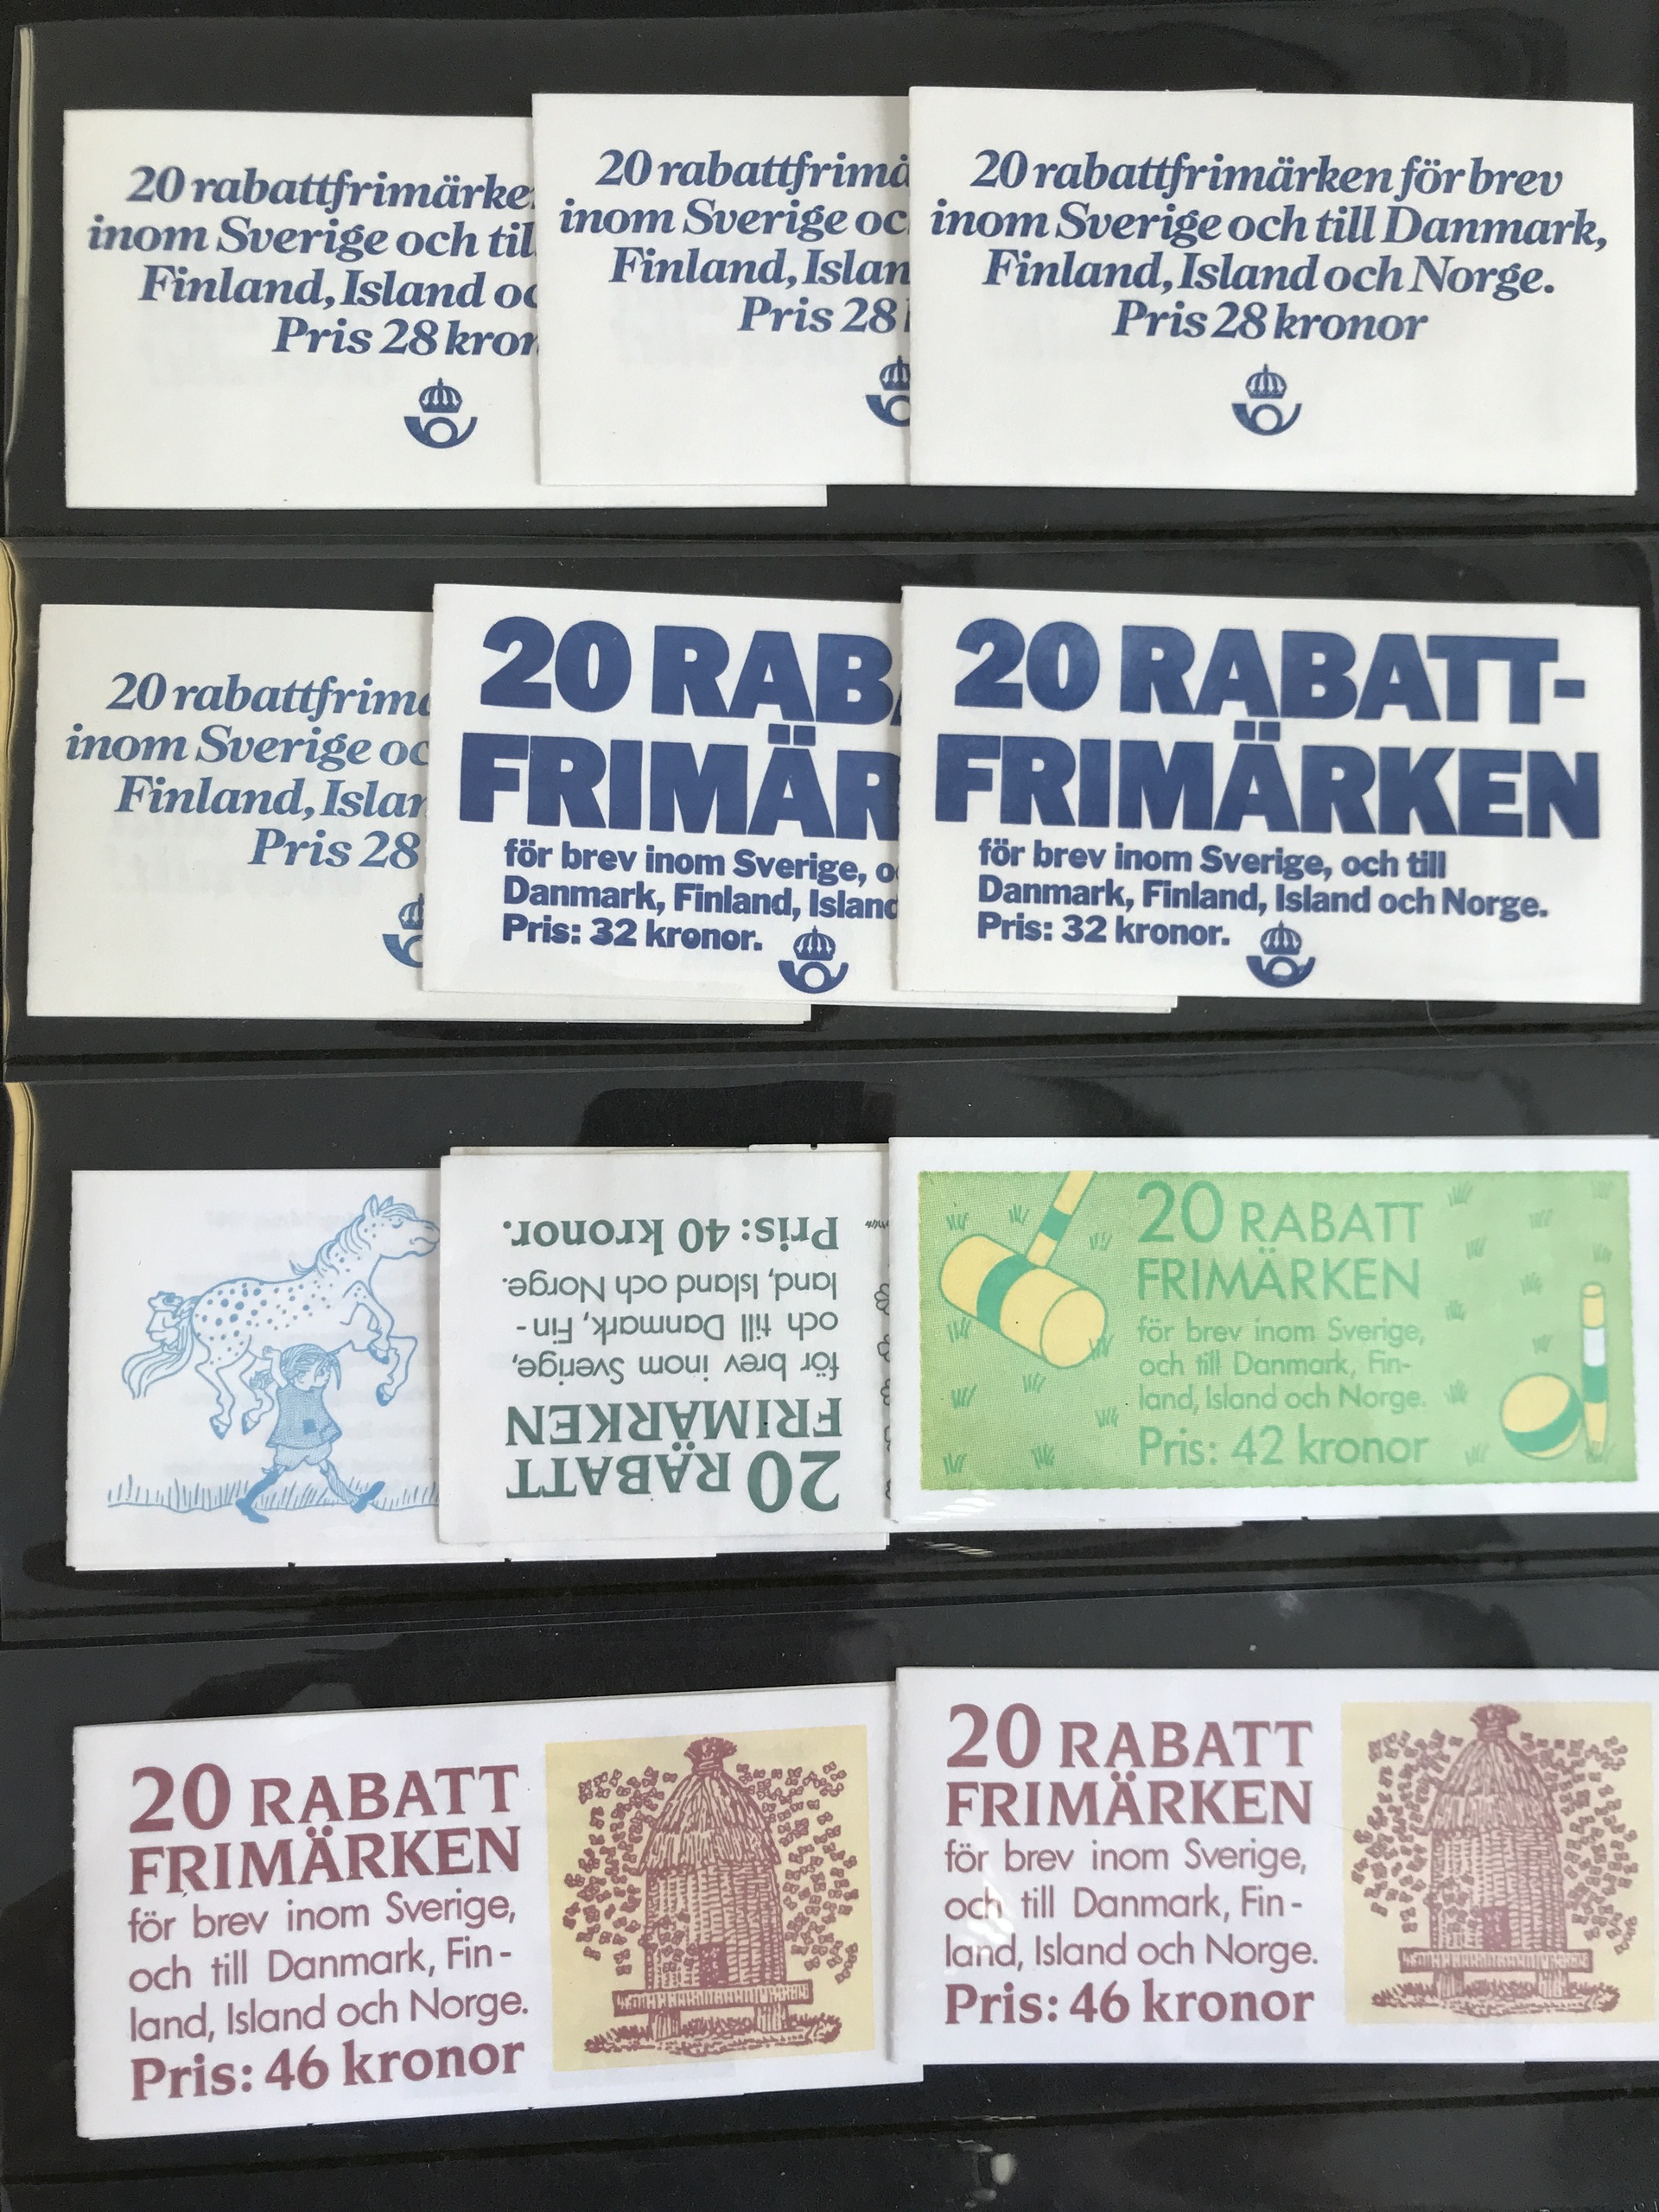 20 rabattfrimärke
inom Sverige och til
Finland, Island oc
Pris 28 kron
20 rabattfrimä
inom Sverige oc
Finland, Islan
Pris 28
20 rabattfrimärken för brev
inom Sverige och till Danmark,
Finland, Island och Norge.
Pris 28 kronor
20 rabattfrimä
inom Sverige oc
Finland, Islan
Pris 28
20 RABA
FRIMÄR
för brev inom Sverige, o
Danmark, Finland, Island
Pris: 32 kronor.
20 RABATT-
FRIMÄRKEN
för brev inom Sverige, och till
Danmark, Finland, Island och Norge.
Pris: 32 kronor.
20 RABATT
FRIMÄRKEN
för brev inom Sverige,
och till Danmark, Fin-
land, Island och Norge.
Pris: 40 kronor.
20 RABATT
FRIMÄRKEN
för brev inom Sverige,
och till Danmark, Fin-
land, Island och Norge.
Pris: 42 kronor
20 RABATT
FRIMÄRKEN
för brev inom Sverige,
och till Danmark, Fin-
land, Island och Norge.
Pris: 46 kronor
20 RABATT
FRIMÄRKEN
för brev inom Sverige,
och till Danmark, Fin-
land, Island och Norge.
Pris: 46 kronor